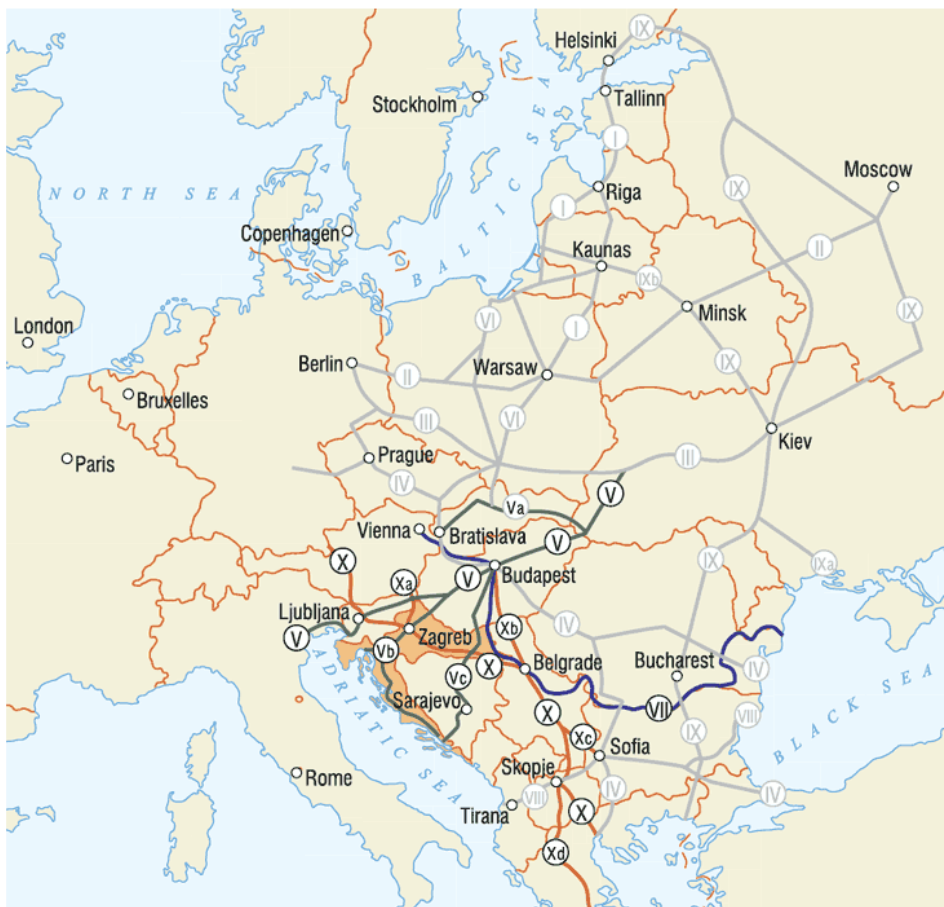 Helsinki
IX
Stockholm
Tallinn
I
NORTH SEA
BALTIC SEA
Riga
I
IX
Moscow
Copenhagen
Kaunas
II
IXb
Minsk
IX
London
VI
I
IX
Berlin
II
Warsaw
Bruxelles
III
VI
Kiev
Paris
Prague
IV
III
V
Va
Vienna
Bratislava
V
X
Xa
V
Budapest
IX
IXa
Ljubljana
V
Zagreb
Xb
IV
Vb
Vc
X
Belgrade
Bucharest
IV
ADRIATIC SEA
Sarajevo
X
VII
VIII
BLACK SEA
Xc
Sofia
IX
Rome
Skopje
VIII
IV
IV
Tirana
X
Xd